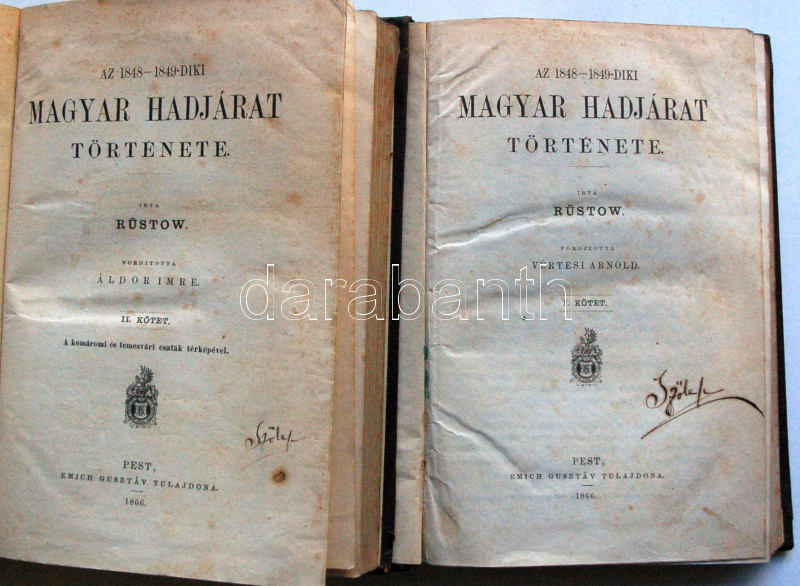 AZ 1848—1849-DIKI
MAGYAR HADJÁRAT
TÖRTÉNETE.
IRTA
RÜSTOW.
FORDITOTTA
ÁLDOR IMRE.
II. KÖTET.
A komáromi és temesvári csaták térképével.
PEST,
EMICH GUSZTÁV TULAJDONA.
1866.
AZ 1848—1849-DIKI
MAGYAR HADJÁRAT
TÖRTÉNETE.
IRTA
RÜSTOW.
FORDITOTTA
VÉRTESI ARNOLD.
I. KÖTET.
PEST,
EMICH GUSZTÁV TULAJDONA.
1866.
darabanth